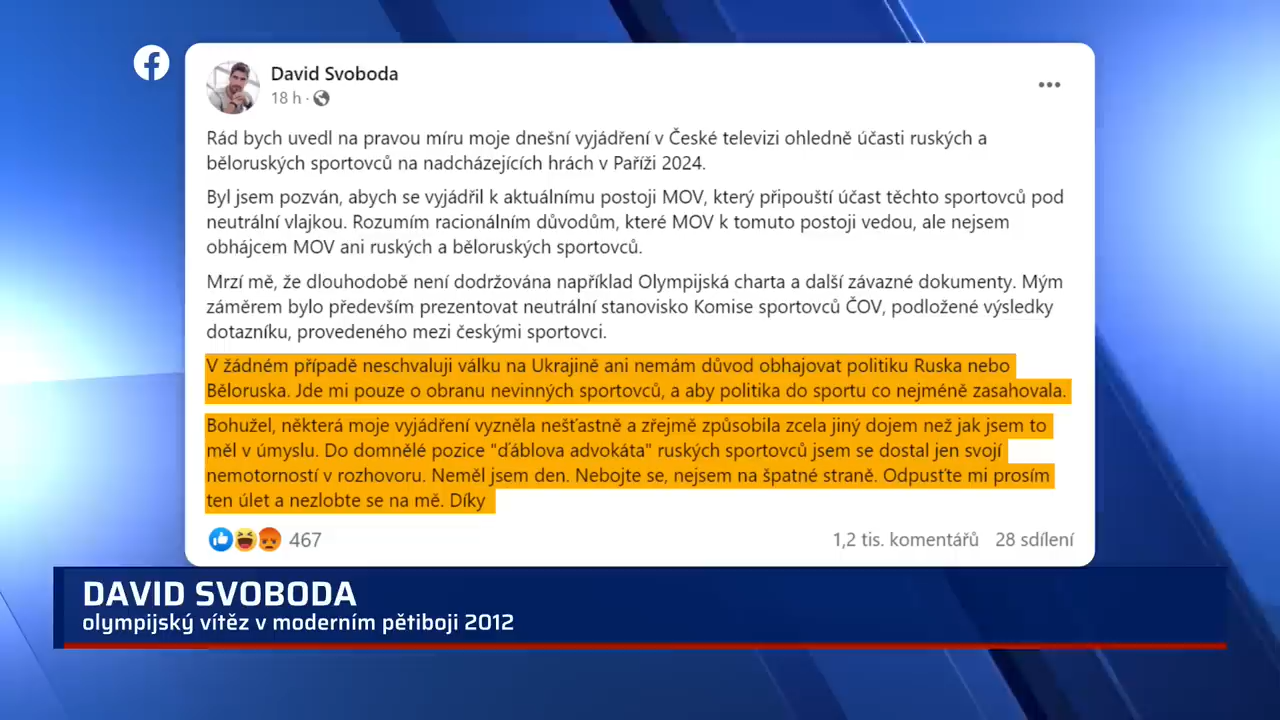 David Svoboda
18 h ·
Rád bych uvedl na pravou míru moje dnešní vyjádření v České televizi ohledně účasti ruských a
běloruských sportovců na nadcházejících hrách v Paříži 2024.
Byl jsem pozván, abych se vyjádřil k aktuálnímu postoji MOV, který připouští účast těchto sportovců pod
neutrální vlajkou. Rozumím racionálním důvodům, které MOV k tomuto postoji vedou, ale nejsem
obhájcem MOV ani ruských a běloruských sportovců.
Mrzí mě, že dlouhodobě není dodržována například Olympijská charta a další závazné dokumenty. Mým
záměrem bylo především prezentovat neutrální stanovisko Komise sportovců ČOV, podložené výsledky
dotazníku, provedeného mezi českými sportovci.
V žádném případě neschvaluji válku na Ukrajině ani nemám důvod obhajovat politiku Ruska nebo
Běloruska. Jde mi pouze o obranu nevinných sportovců, a aby politika do sportu co nejméně zasahovala.
Bohužel, některá moje vyjádření vyzněla nešťastně a zřejmě způsobila zcela jiný dojem než jak jsem to
měl v úmyslu. Do domnělé pozice "ďáblova advokáta" ruských sportovců jsem se dostal jen svojí
nemotorností v rozhovoru. Neměl jsem den. Nebojte se, nejsem na špatné straně. Odpusťte mi prosím
ten úlet a nezlobte se na mě. Díky
467
1,2 tis. komentářů 28 sdílení
DAVID SVOBODA
olympijský vítěz v moderním pětiboji 2012